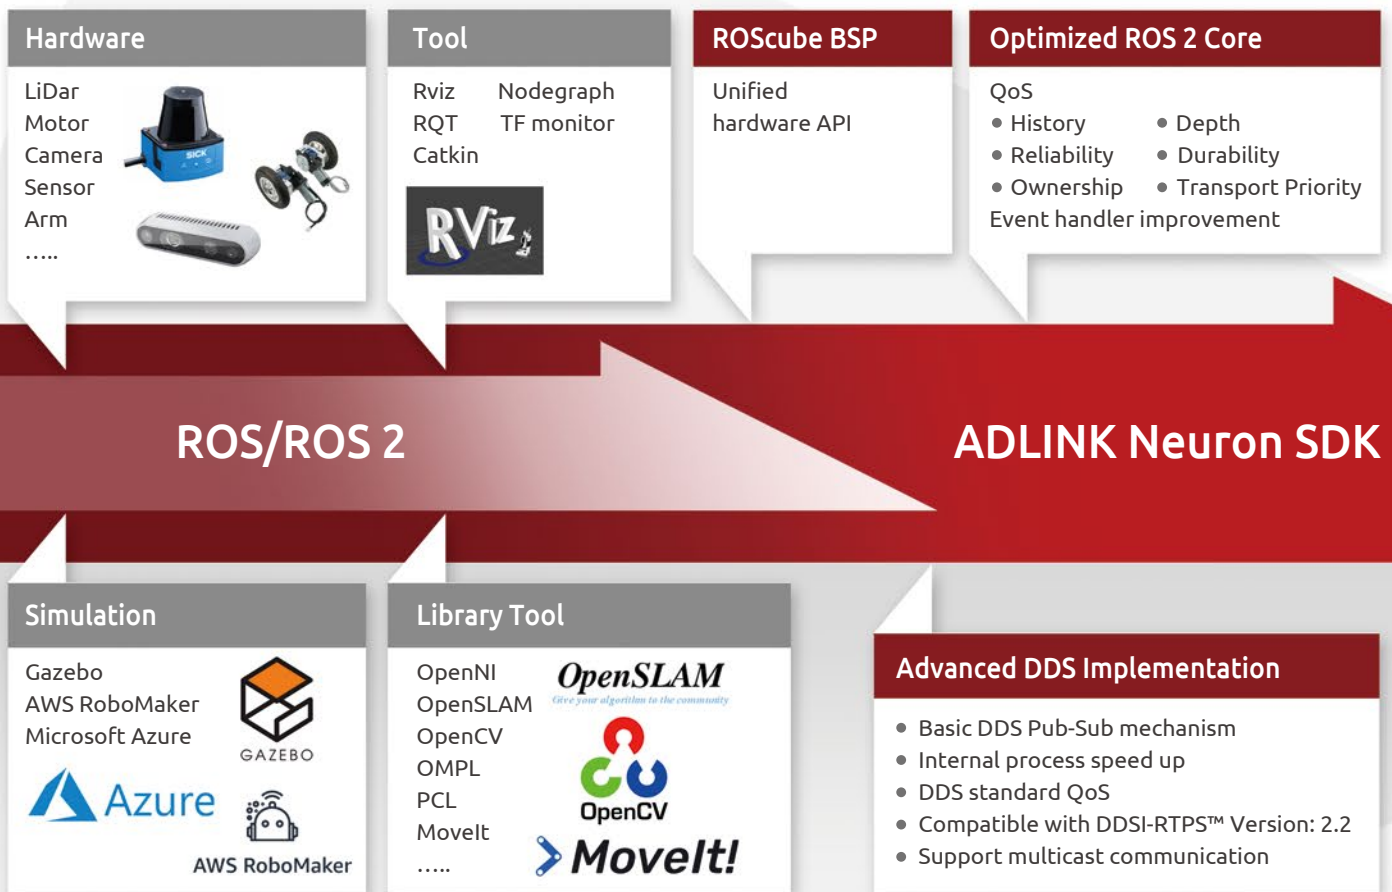 Hardware
LiDar
Motor
Camera
Sensor
Arm
.....
SICK
Tool
Rviz Nodegraph
RQT TF monitor
Catkin
RViz
ROScube BSP
Unified
hardware API
Optimized ROS 2 Core
QoS
• History • Depth
• Reliability • Durability
• Ownership • Transport Priority
Event handler improvement
ROS/ROS 2
ADLINK Neuron SDK
Simulation
Gazebo
AWS RoboMaker
Microsoft Azure
GAZEBO
Azure
AWS RoboMaker
Library Tool
OpenNI
OpenSLAM
OpenCV
OMPL
PCL
MoveIt
.....
OpenSLAM
Give your algorithm to the community
OpenCV
MoveIt!
Advanced DDS Implementation
• Basic DDS Pub-Sub mechanism
• Internal process speed up
• DDS standard QoS
• Compatible with DDSI-RTPS™ Version: 2.2
• Support multicast communication